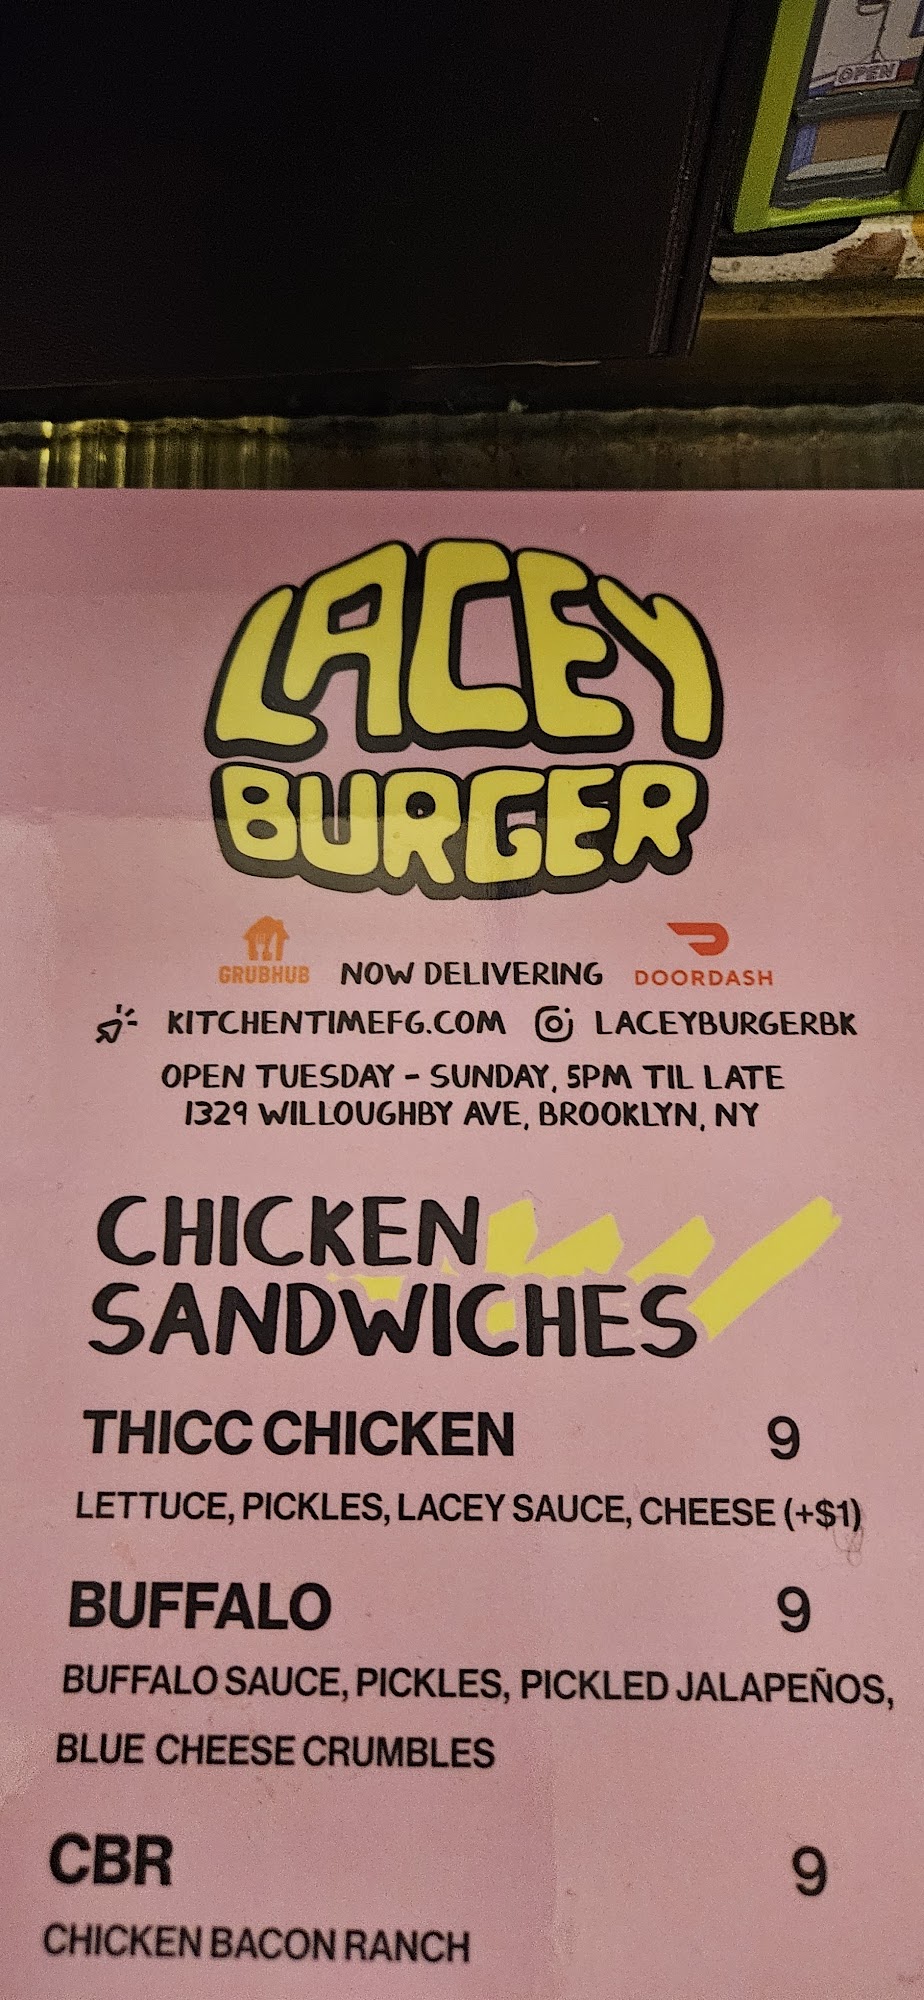 OPEN
LACEY
BURGER
GRUBHUB NOW DELIVERING DOORDASH
KITCHENTIMEFG.COM LACEYBURGERBK
OPEN TUESDAY - SUNDAY, 5PM TIL LATE
1329 WILLOUGHBY AVE, BROOKLYN, NY
CHICKEN
SANDWICHES
THICC CHICKEN 9
LETTUCE, PICKLES, LACEY SAUCE, CHEESE (+$1)
BUFFALO 9
BUFFALO SAUCE, PICKLES, PICKLED JALAPEÑOS,
BLUE CHEESE CRUMBLES
CBR 9
CHICKEN BACON RANCH